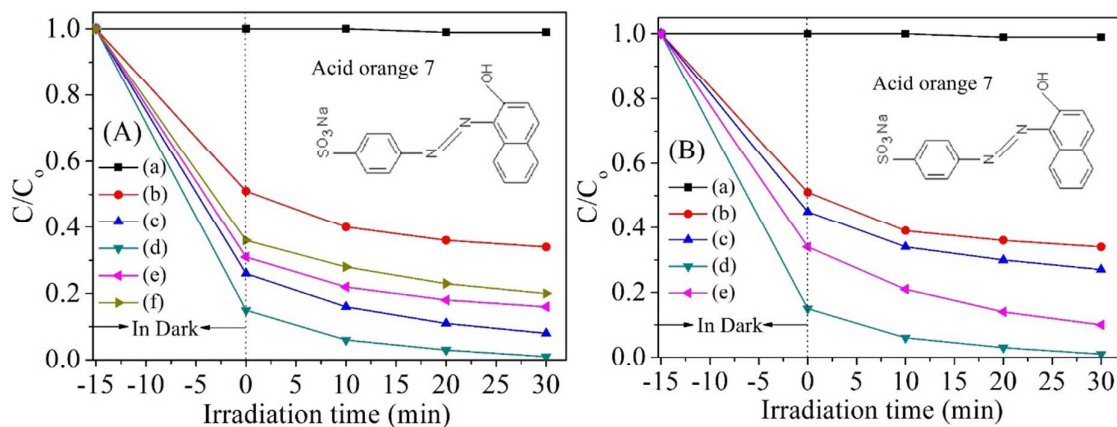 1.0
0.8
0.6
0.4
0.2
0.0
C/Co
(A)
Acid orange 7
OH
SO3Na
N
N
(a)
(b)
(c)
(d)
(e)
(f)
In Dark
-15 -10 -5 0 5 10 15 20 25 30
Irradiation time (min)
1.0
0.8
0.6
0.4
0.2
0.0
C/Co
(B)
Acid orange 7
OH
SO3Na
N
N
(a)
(b)
(c)
(d)
(e)
In Dark
-15 -10 -5 0 5 10 15 20 25 30
Irradiation time (min)